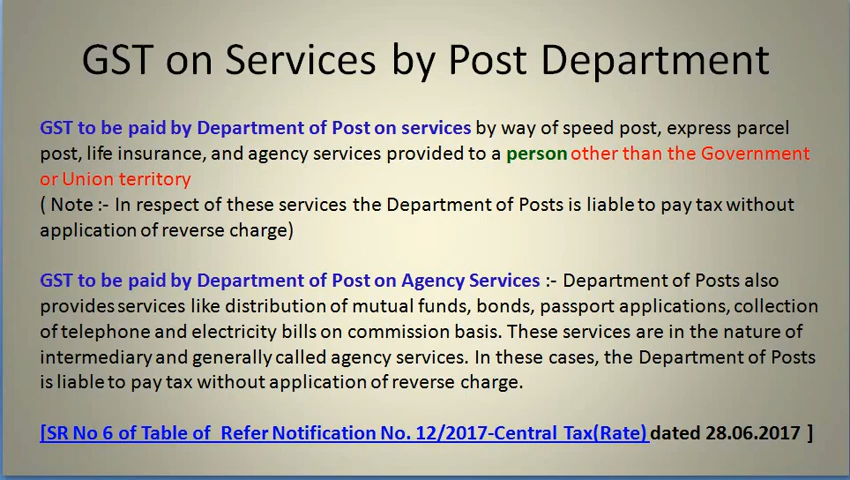 GST on Services by Post Department
GST to be paid by Department of Post on services by way of speed post, express parcel
post, life insurance, and agency services provided to a person other than the Government
or Union territory
( Note :- In respect of these services the Department of Posts is liable to pay tax without
application of reverse charge)
GST to be paid by Department of Post on Agency Services :- Department of Posts also
provides services like distribution of mutual funds, bonds, passport applications, collection
of telephone and electricity bills on commission basis. These services are in the nature of
intermediary and generally called agency services. In these cases, the Department of Posts
is liable to pay tax without application of reverse charge.
[SR No 6 of Table of Refer Notification No. 12/2017-Central Tax(Rate) dated 28.06.2017 ]